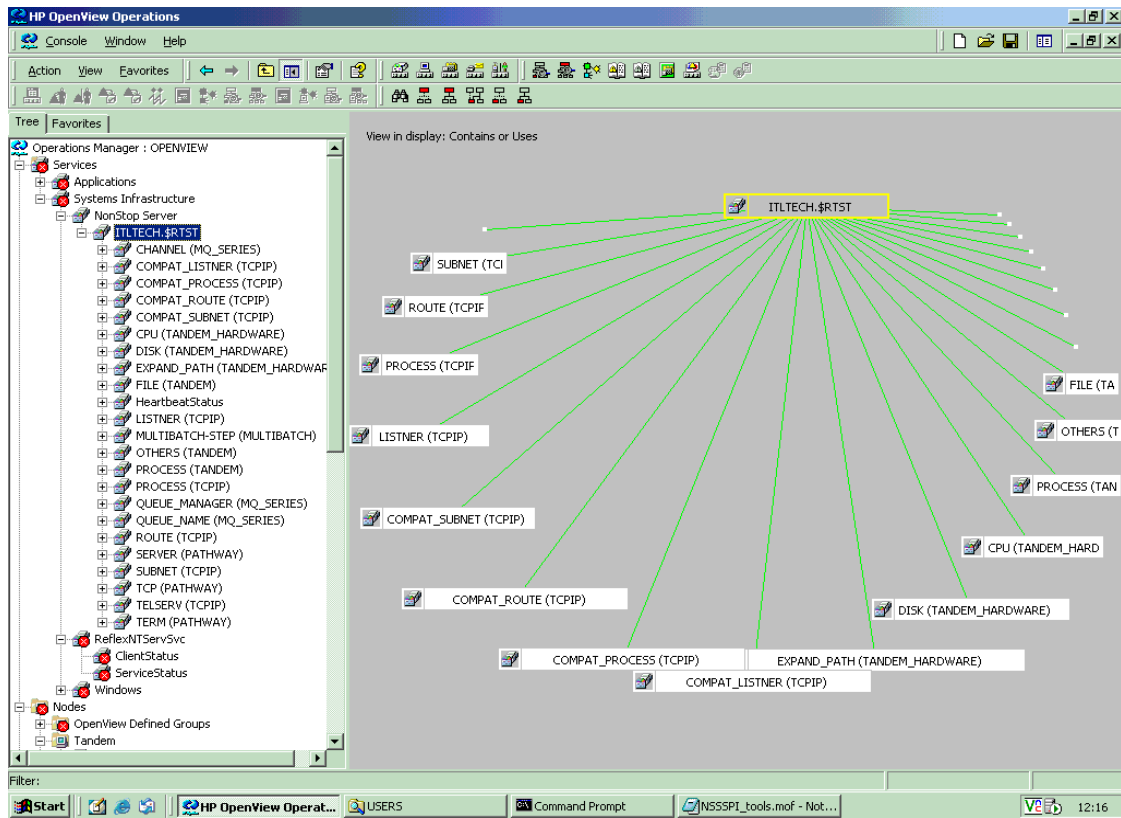 HP OpenView Operations
Console Window Help
Action View Favorites
Tree Favorites
Operations Manager : OPENVIEW
Services
Applications
Systems Infrastructure
NonStop Server
ITLTECH.$RTST
CHANNEL (MQ_SERIES)
COMPAT_LISTNER (TCPIP)
COMPAT_PROCESS (TCPIP)
COMPAT_ROUTE (TCPIP)
COMPAT_SUBNET (TCPIP)
CPU (TANDEM_HARDWARE)
DISK (TANDEM_HARDWARE)
EXPAND_PATH (TANDEM_HARDWAR
FILE (TANDEM)
HeartbeatStatus
LISTNER (TCPIP)
MULTIBATCH-STEP (MULTIBATCH)
OTHERS (TANDEM)
PROCESS (TANDEM)
PROCESS (TCPIP)
QUEUE_MANAGER (MQ_SERIES)
QUEUE_NAME (MQ_SERIES)
ROUTE (TCPIP)
SERVER (PATHWAY)
SUBNET (TCPIP)
TCP (PATHWAY)
TELSERV (TCPIP)
TERM (PATHWAY)
ReflexNTServSvc
ClientStatus
ServiceStatus
Windows
Nodes
OpenView Defined Groups
Tandem
View in display: Contains or Uses
ITLTECH.$RTST
SUBNET (TCI
ROUTE (TCPIF
PROCESS (TCPIF
FILE (TA
LISTNER (TCPIP)
OTHERS (T
PROCESS (TAN
COMPAT_SUBNET (TCPIP)
CPU (TANDEM_HARD
COMPAT_ROUTE (TCPIP)
DISK (TANDEM_HARDWARE)
COMPAT_PROCESS (TCPIP)
EXPAND_PATH (TANDEM_HARDWARE)
COMPAT_LISTNER (TCPIP)
Filter:
Start HP OpenView Operat... USERS Command Prompt NSSSPI_tools.mof - Not... 12:16